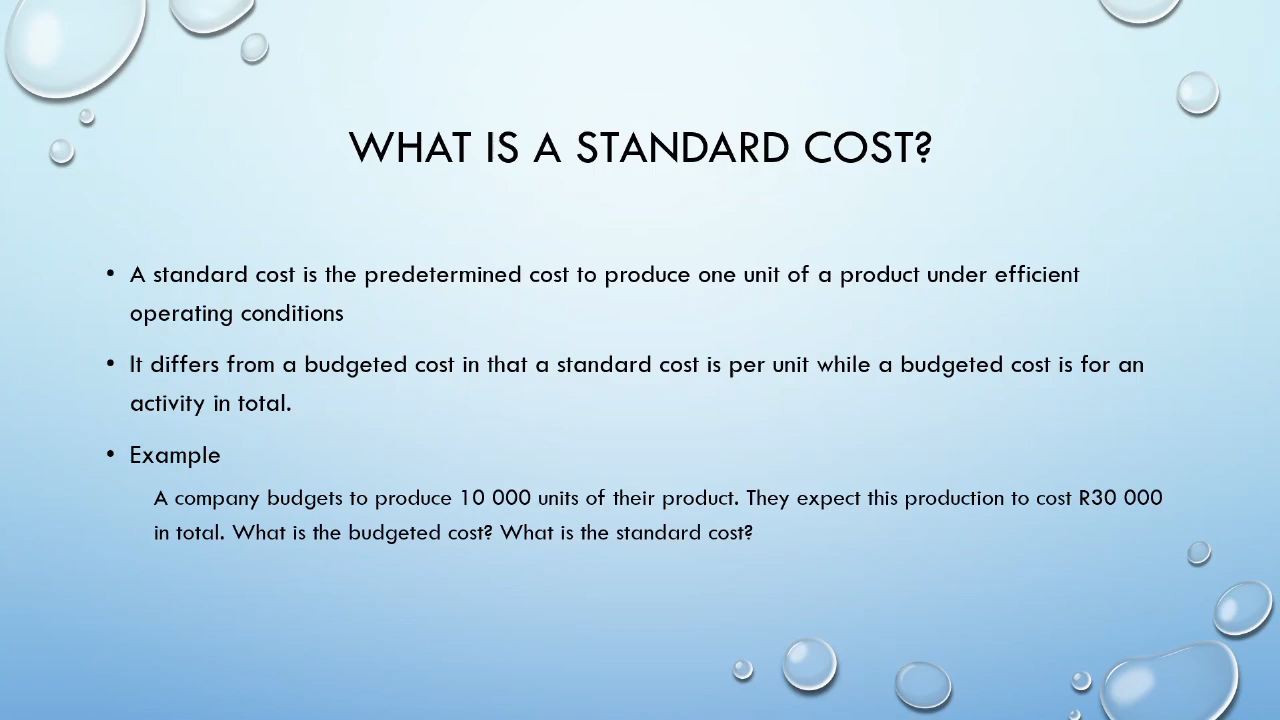 WHAT IS A STANDARD COST?
• A standard cost is the predetermined cost to produce one unit of a product under efficient
operating conditions
• It differs from a budgeted cost in that a standard cost is per unit while a budgeted cost is for an
activity in total.
• Example
A company budgets to produce 10 000 units of their product. They expect this production to cost R30 000
in total. What is the budgeted cost? What is the standard cost?